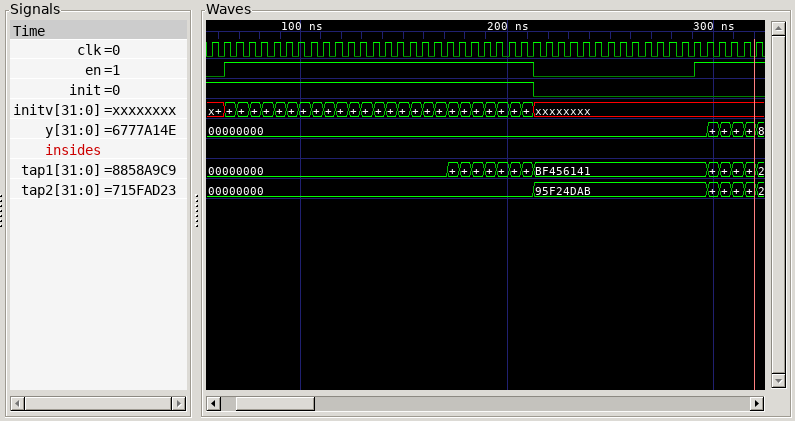 Signals
Time
clk=0
en=1
init=0
initv[31:0]=xxxxxxxx
y[31:0]=6777A14E
insides
tap1[31:0]=8858A9C9
tap2[31:0]=715FAD23
Waves
100 ns 200 ns 300 ns
x+ + + + + + + + + + + + + + + + + + + + + + + + + + xxxxxxxx
00000000 + + + + 8
00000000 + + + + + + + BF456141 + + + + 2
00000000 95F24DAB + + + + 2